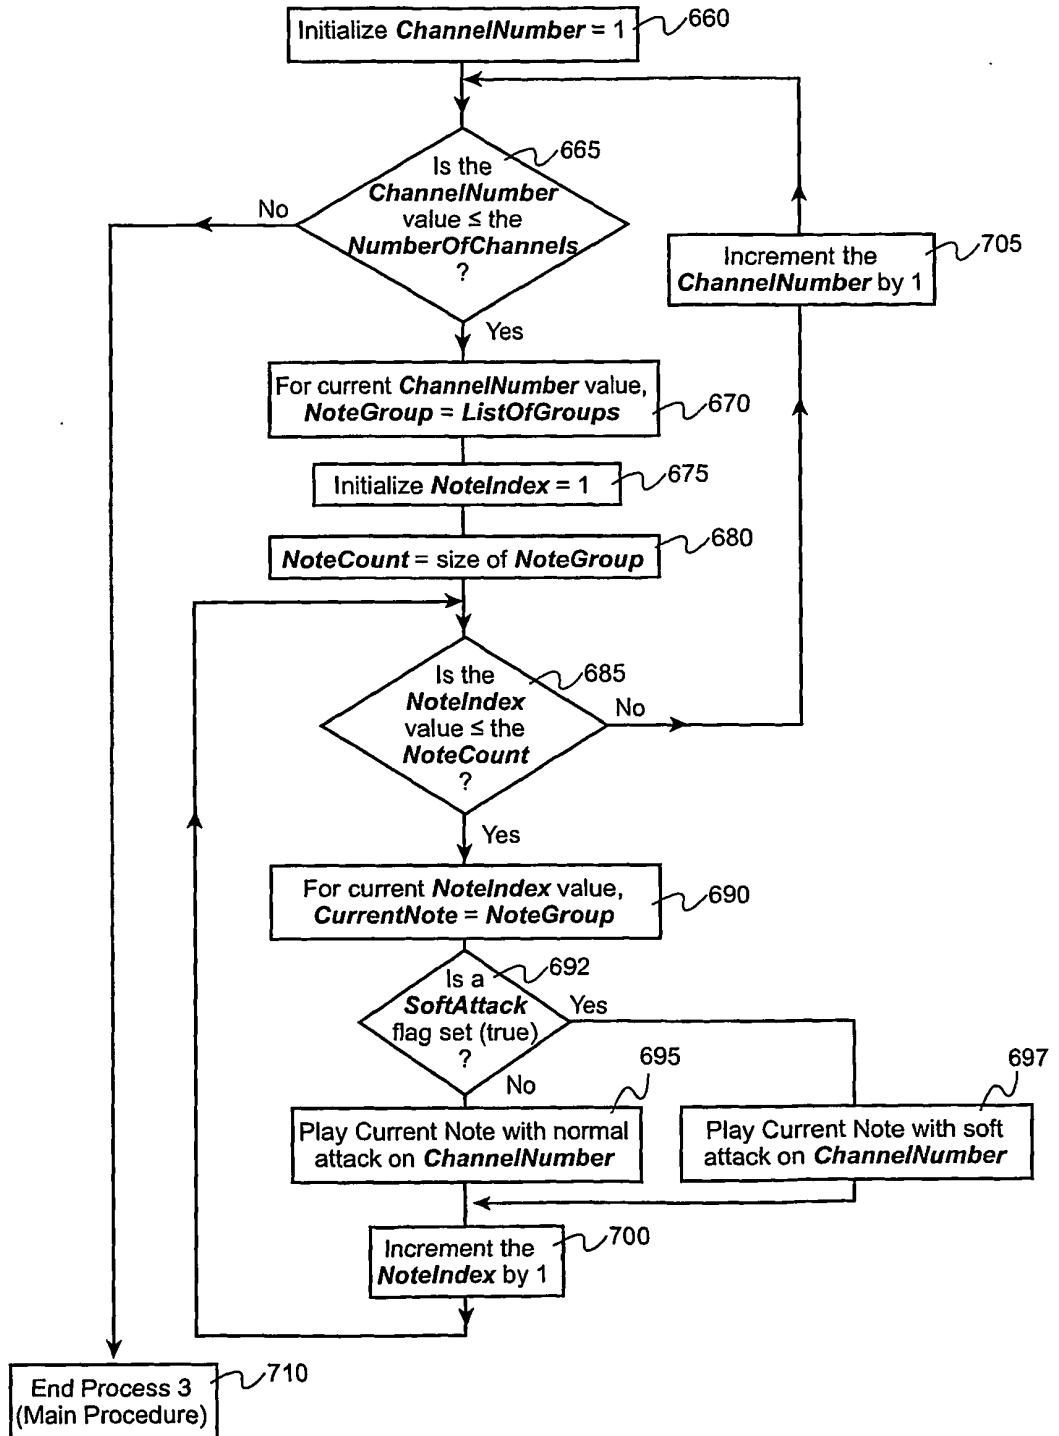 Initialize ChannelNumber = 1
660
Is the
ChannelNumber
value ≤ the
NumberOfChannels
?
665
No
Yes
Increment the
ChannelNumber by 1
705
For current ChannelNumber value,
NoteGroup = ListOfGroups
670
Initialize NoteIndex = 1
675
NoteCount = size of NoteGroup
680
Is the
NoteIndex
value ≤ the
NoteCount
?
685
No
Yes
For current NoteIndex value,
CurrentNote = NoteGroup
690
Is a
SoftAttack
flag set (true)
?
692
Yes
No
695
Play Current Note with normal
attack on ChannelNumber
697
Play Current Note with soft
attack on ChannelNumber
Increment the
NoteIndex by 1
700
End Process 3
(Main Procedure)
710